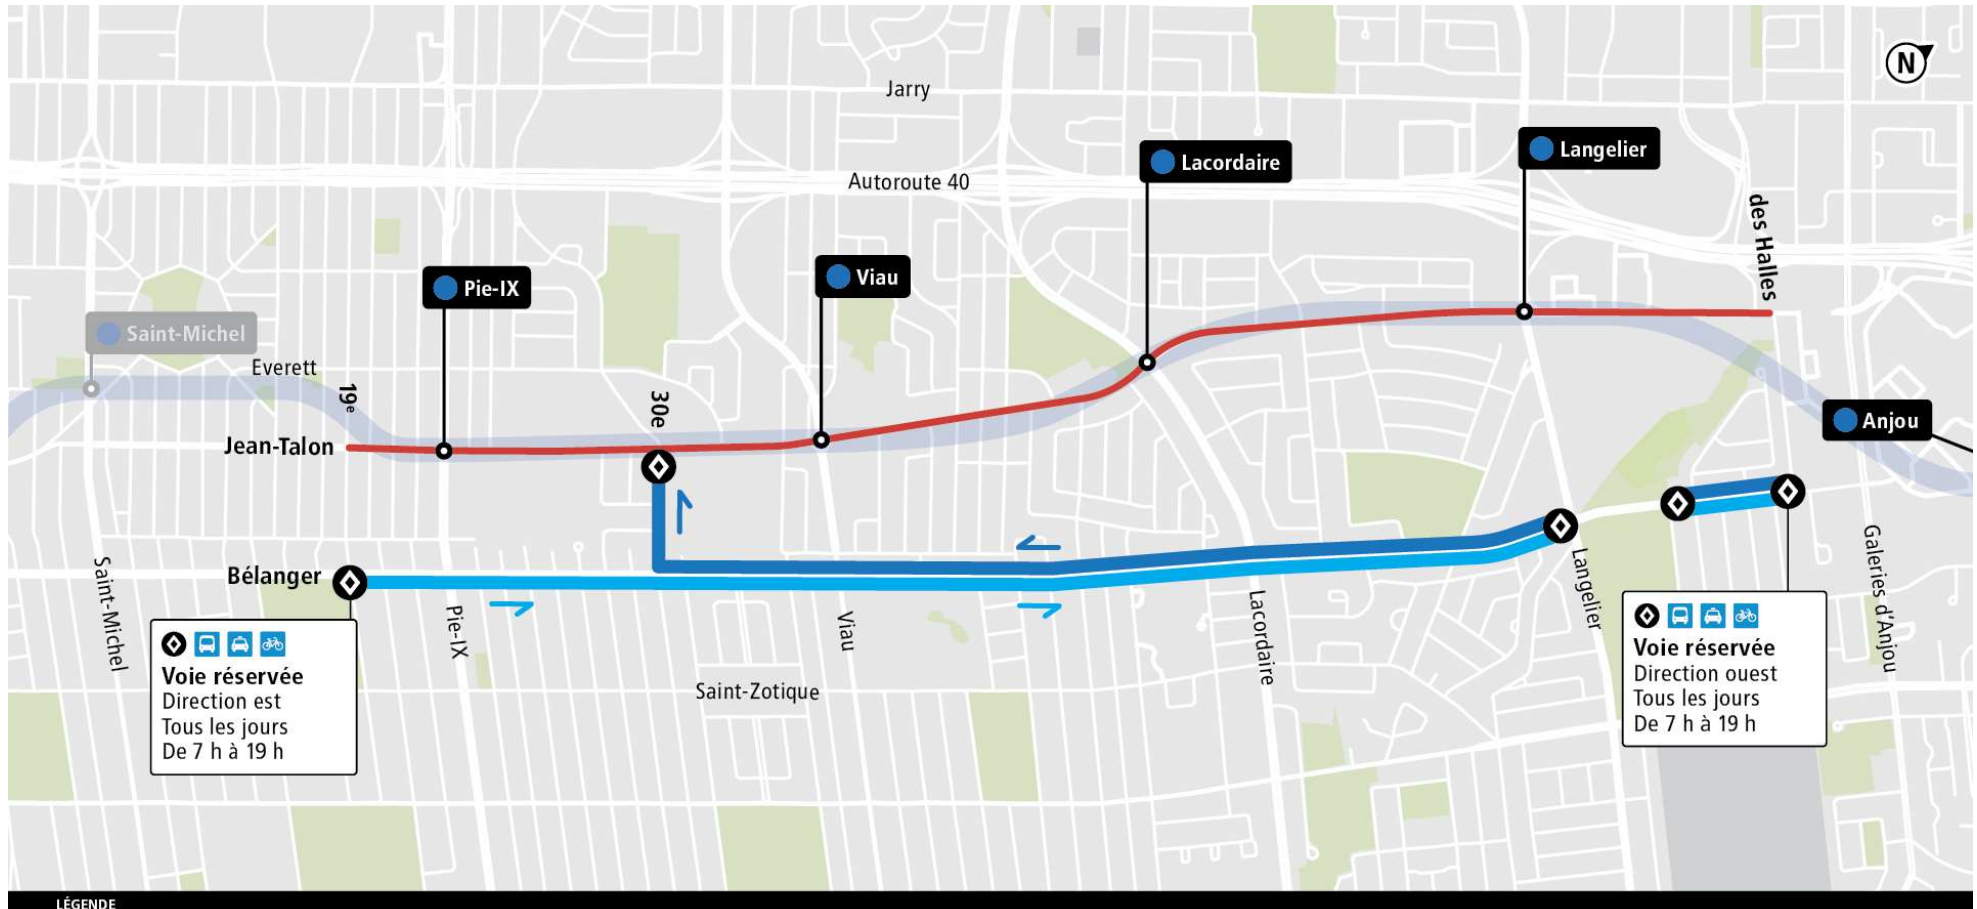 N
Jarry
Langelier
Lacordaire
Autoroute 40
des Halles
Viau
Pie-IX
Saint-Michel
Everett
19e
30e
Anjou
Jean-Talon
Bélanger
Saint-Michel
Pie-IX
Viau
Lacordaire
Langelier
Galeries d'Anjou
Voie réservée
Direction est
Tous les jours
De 7 h à 19 h
Saint-Zotique
Voie réservée
Direction ouest
Tous les jours
De 7 h à 19 h
LÉGENDE